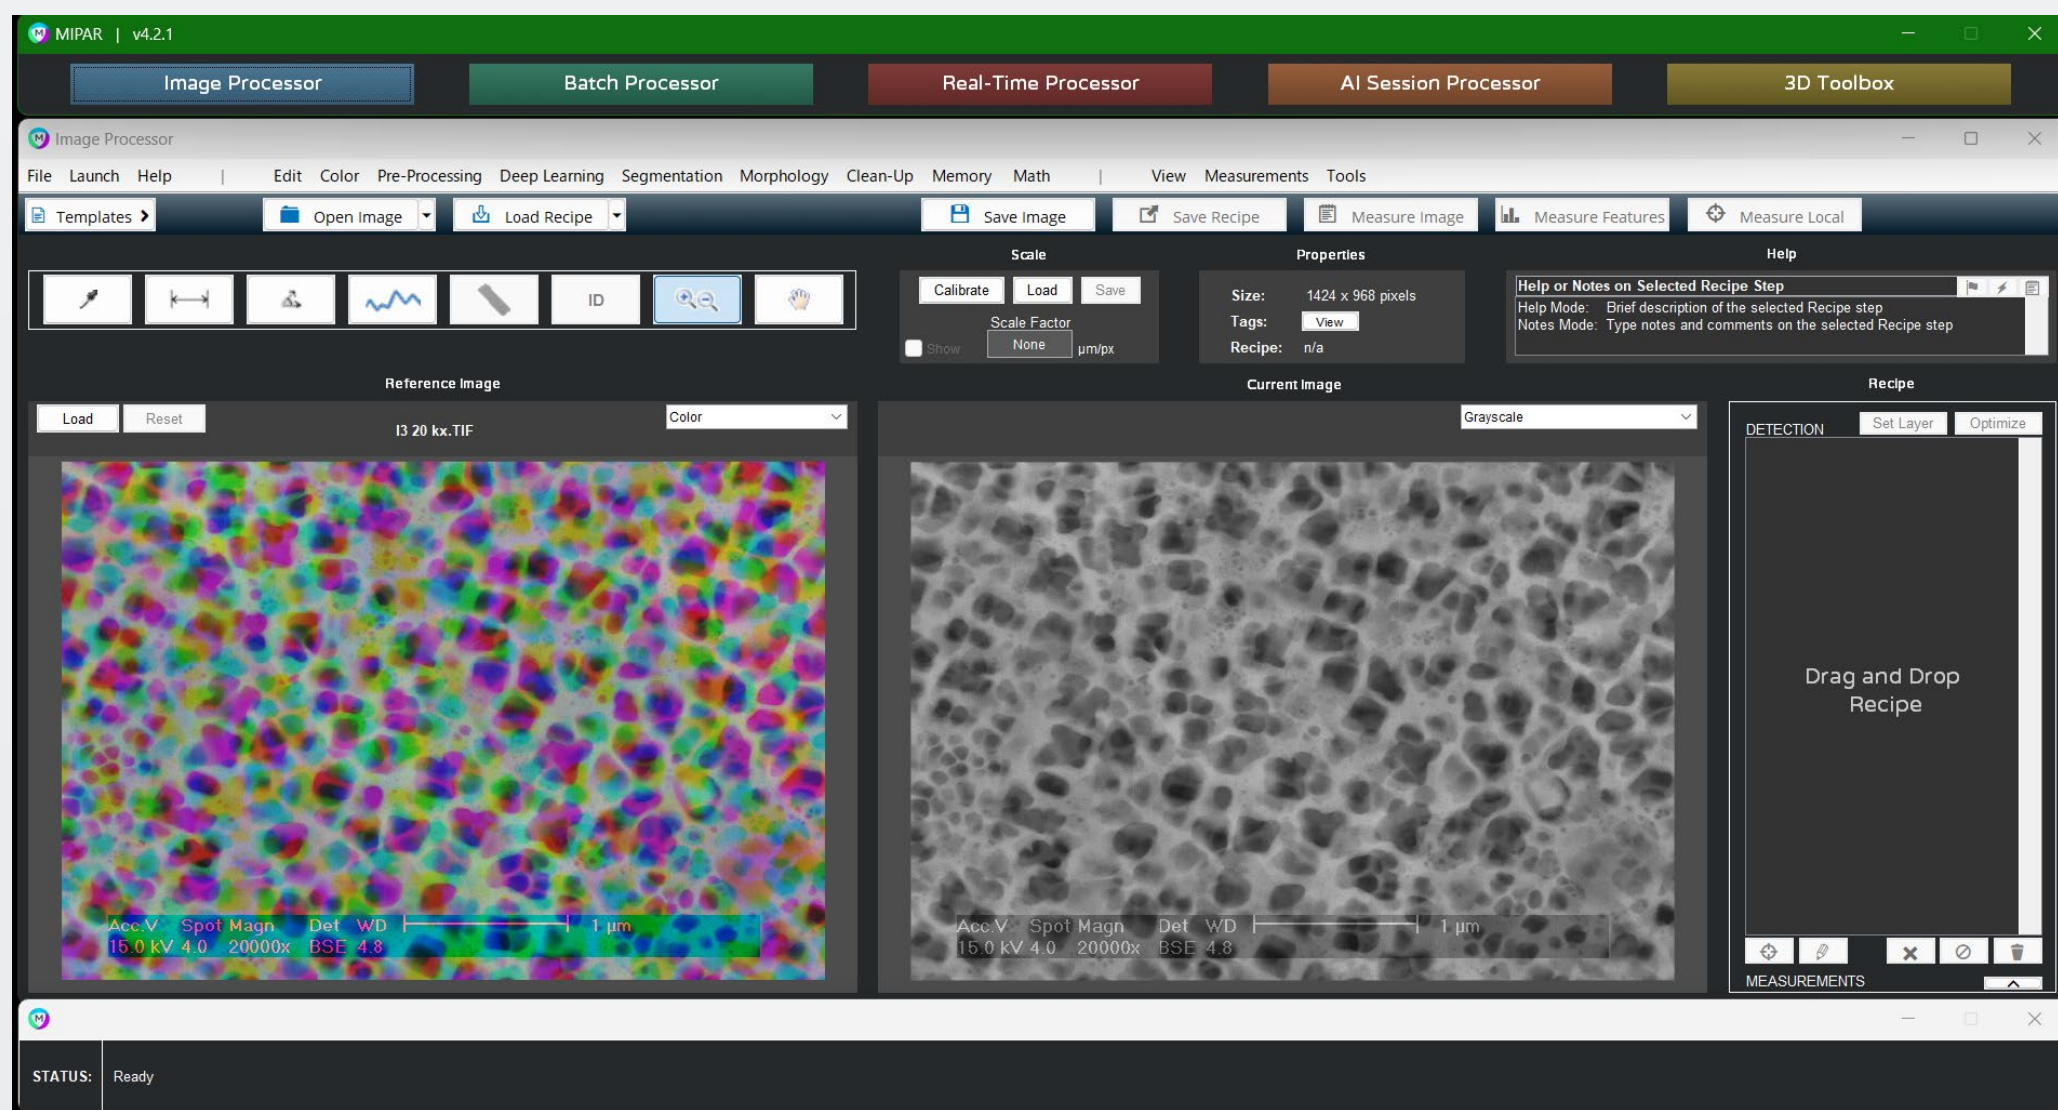 MIPAR | v4.2.1
Image Processor
Batch Processor
Real-Time Processor
AI Session Processor
3D Toolbox
Image Processor
File Launch Help | Edit Color Pre-Processing Deep Learning Segmentation Morphology Clean-Up Memory Math | View Measurements Tools
Templates
Open Image
Load Recipe
Save Image
Save Recipe
Measure Image
Measure Features
Measure Local
ID
Scale
Calibrate Load Save
Scale Factor
Show None µm/px
Properties
Size: 1424 x 968 pixels
Tags: View
Recipe: n/a
Help
Help or Notes on Selected Recipe Step
Help Mode: Brief description of the selected Recipe step
Notes Mode: Type notes and comments on the selected Recipe step
Reference Image
Load Reset I3 20 kx.TIF Color
Acc.V Spot Magn Det WD 1 µm
15.0 kV 4.0 20000x BSE 4.8
Current Image
Grayscale
Acc.V Spot Magn Det WD 1 µm
15.0 kV 4.0 20000x BSE 4.8
Recipe
DETECTION Set Layer Optimize
Drag and Drop
Recipe
MEASUREMENTS
STATUS: Ready